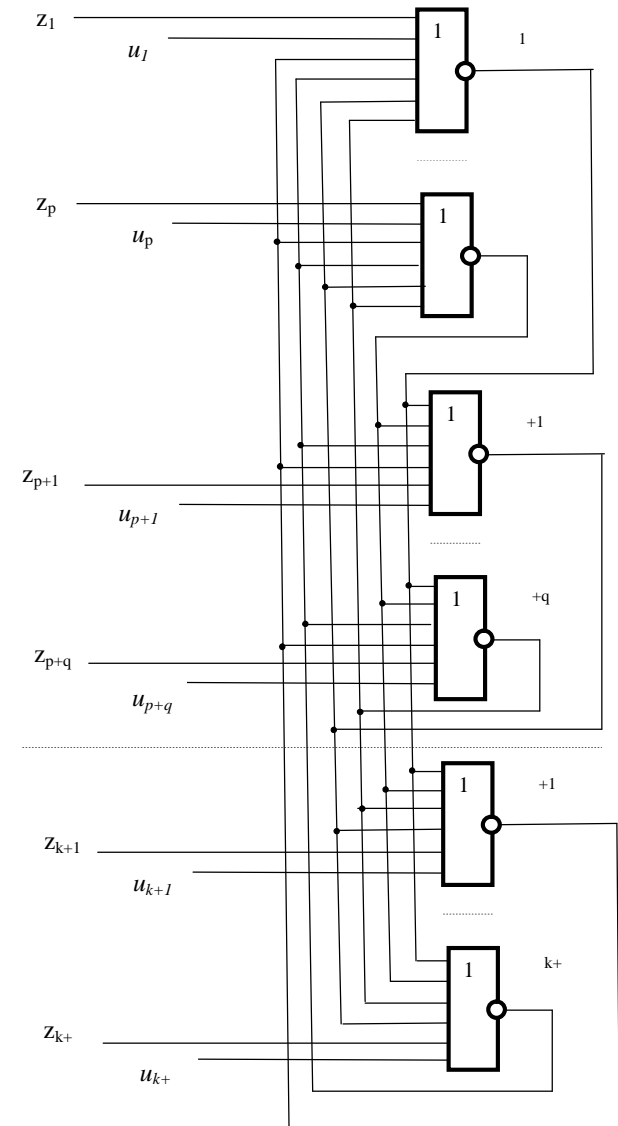 z1 1 1
u1
zp 1
up
1 +1
zp+1
up+1
1 +q
zp+q
up+q
1 +1
zk+1
uk+1
1 k+
zk+
uk+